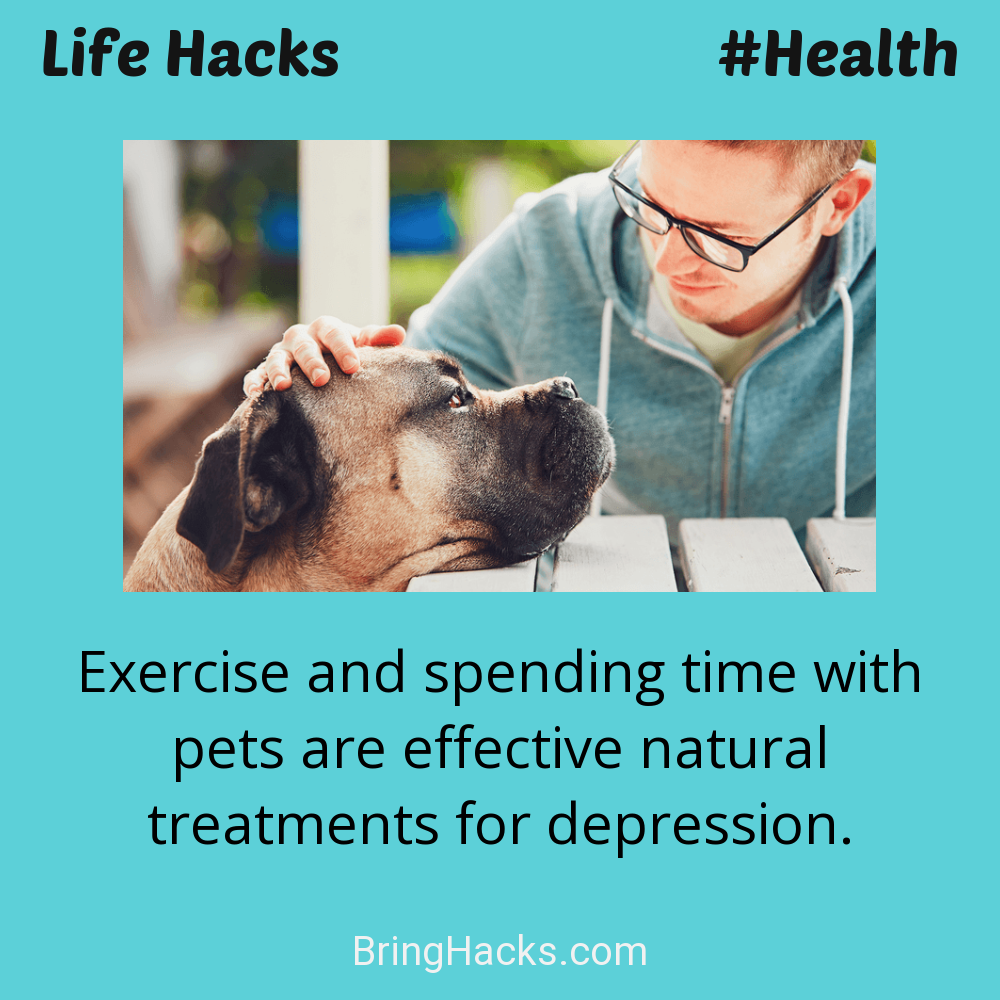 Life Hacks
#Health
Exercise and spending time with
pets are effective natural
treatments for depression.
BringHacks.com